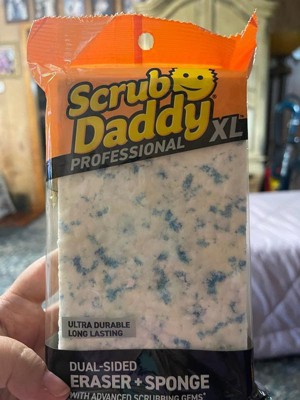 Scrub
Daddy
PROFESSIONAL XL
ULTRA DURABLE
LONG LASTING
DUAL-SIDED
ERASER + SPONGE
WITH ADVANCED SCRUBBING GEMS*